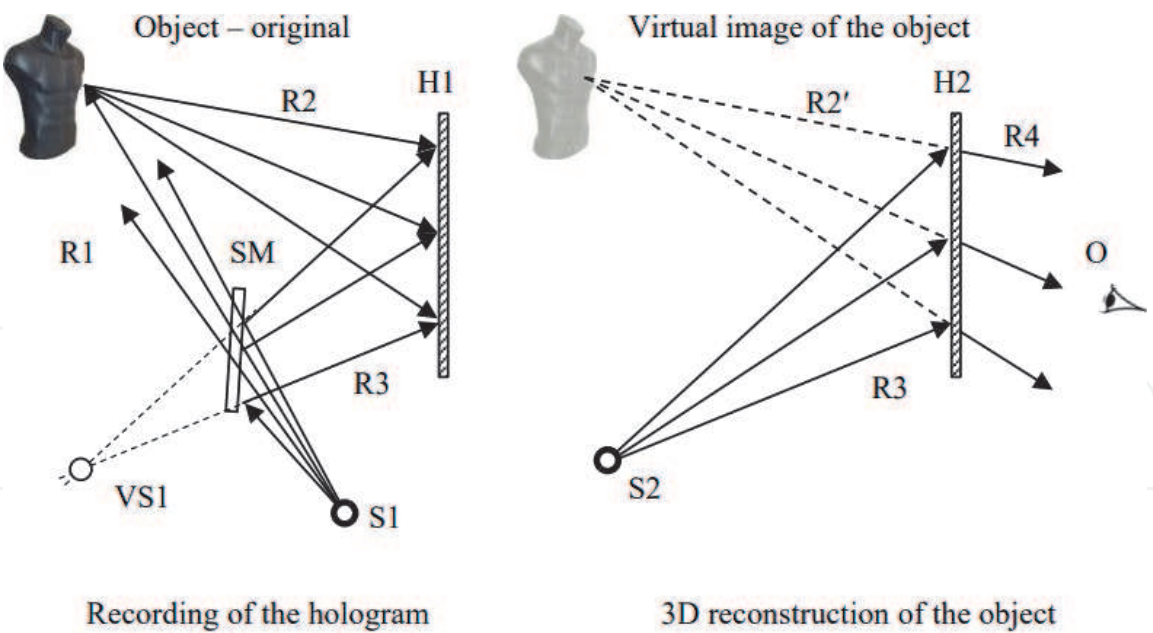 Object – original
H1
R2
R1
SM
R3
VS1
S1
Recording of the hologram
Virtual image of the object
H2
R2′
R4
O
R3
S2
3D reconstruction of the object